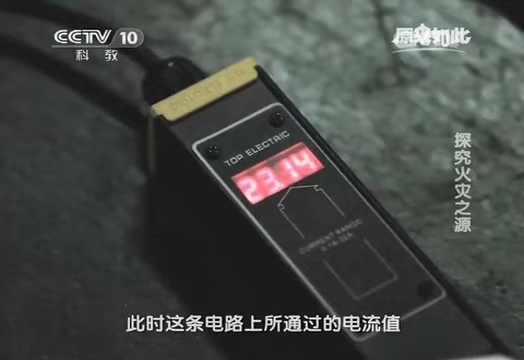 CCTV 10
科教
原来如此
探究火灾之源
TOP ELECTRIC
23.14
CURRENT RANGE
此时这条电路上所通过的电流值